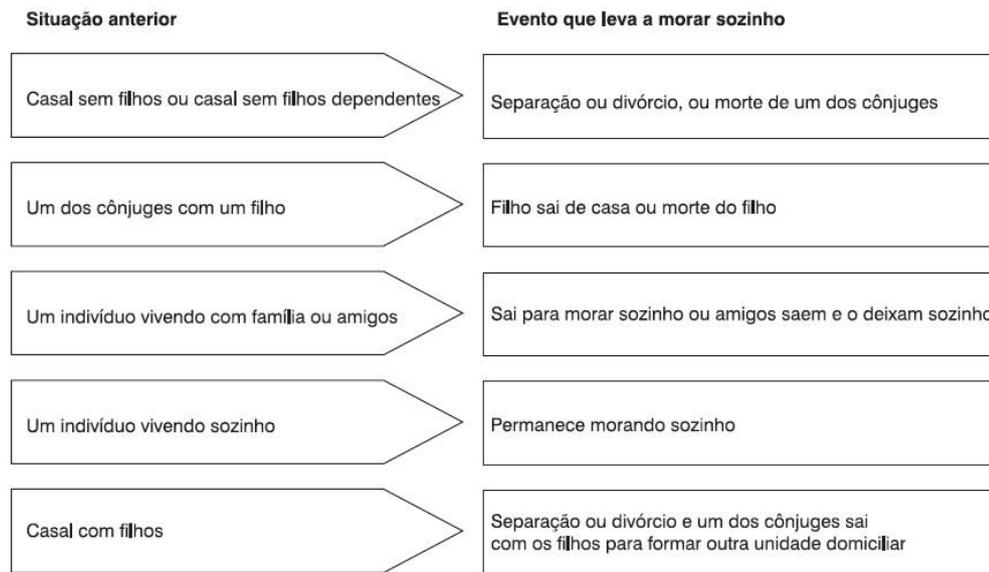 Situação anterior
Evento que leva a morar sozinho
Casal sem filhos ou casal sem filhos dependentes
Separação ou divórcio, ou morte de um dos cônjuges
Um dos cônjuges com um filho
Filho sai de casa ou morte do filho
Um indivíduo vivendo com família ou amigos
Sai para morar sozinho ou amigos saem e o deixam sozinho
Um indivíduo vivendo sozinho
Permanece morando sozinho
Casal com filhos
Separação ou divórcio e um dos cônjuges sai
com os filhos para formar outra unidade domiciliar